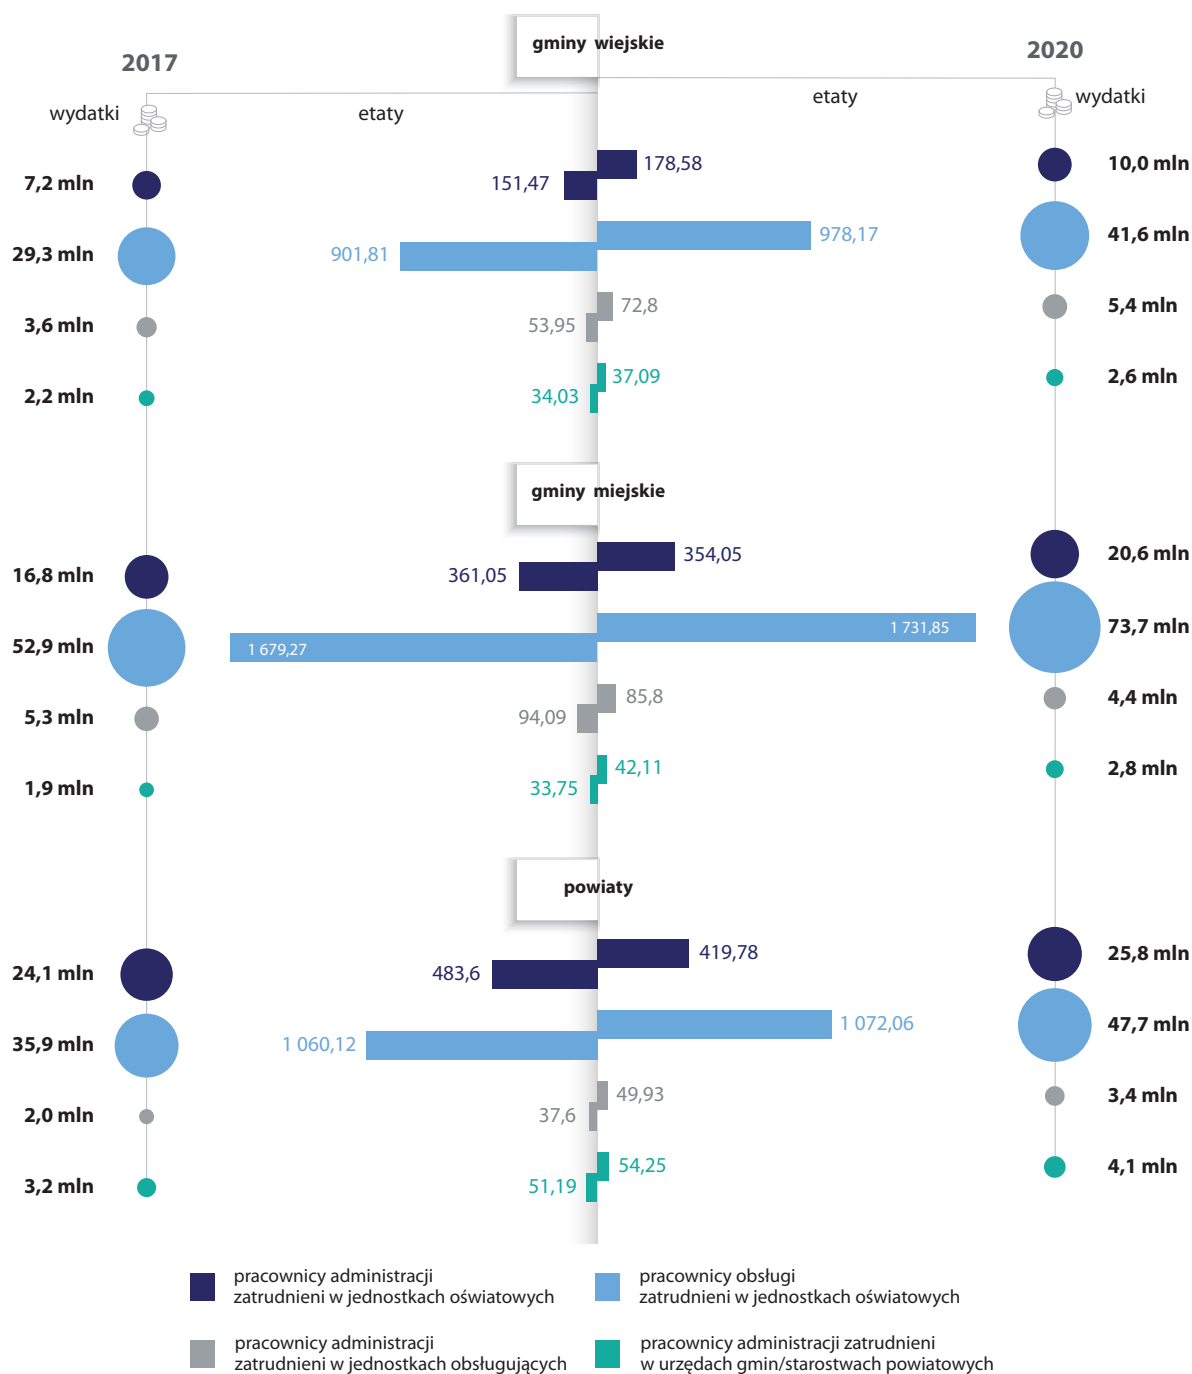 gminy wiejskie
2017
2020
wydatki
etaty
etaty
wydatki
7,2 mln
151,47
178,58
10,0 mln
29,3 mln
901,81
978,17
41,6 mln
3,6 mln
53,95
72,8
5,4 mln
2,2 mln
34,03
37,09
2,6 mln
gminy miejskie
16,8 mln
361,05
354,05
20,6 mln
52,9 mln
1 679,27
1 731,85
73,7 mln
5,3 mln
94,09
85,8
4,4 mln
1,9 mln
33,75
42,11
2,8 mln
powiaty
24,1 mln
483,6
419,78
25,8 mln
35,9 mln
1 060,12
1 072,06
47,7 mln
2,0 mln
37,6
49,93
3,4 mln
3,2 mln
51,19
54,25
4,1 mln
pracownicy administracji
zatrudnieni w jednostkach oświatowych
pracownicy obsługi
zatrudnieni w jednostkach oświatowych
pracownicy administracji
zatrudnieni w jednostkach obsługujących
pracownicy administracji zatrudnieni
w urzędach gmin/starostwach powiatowych